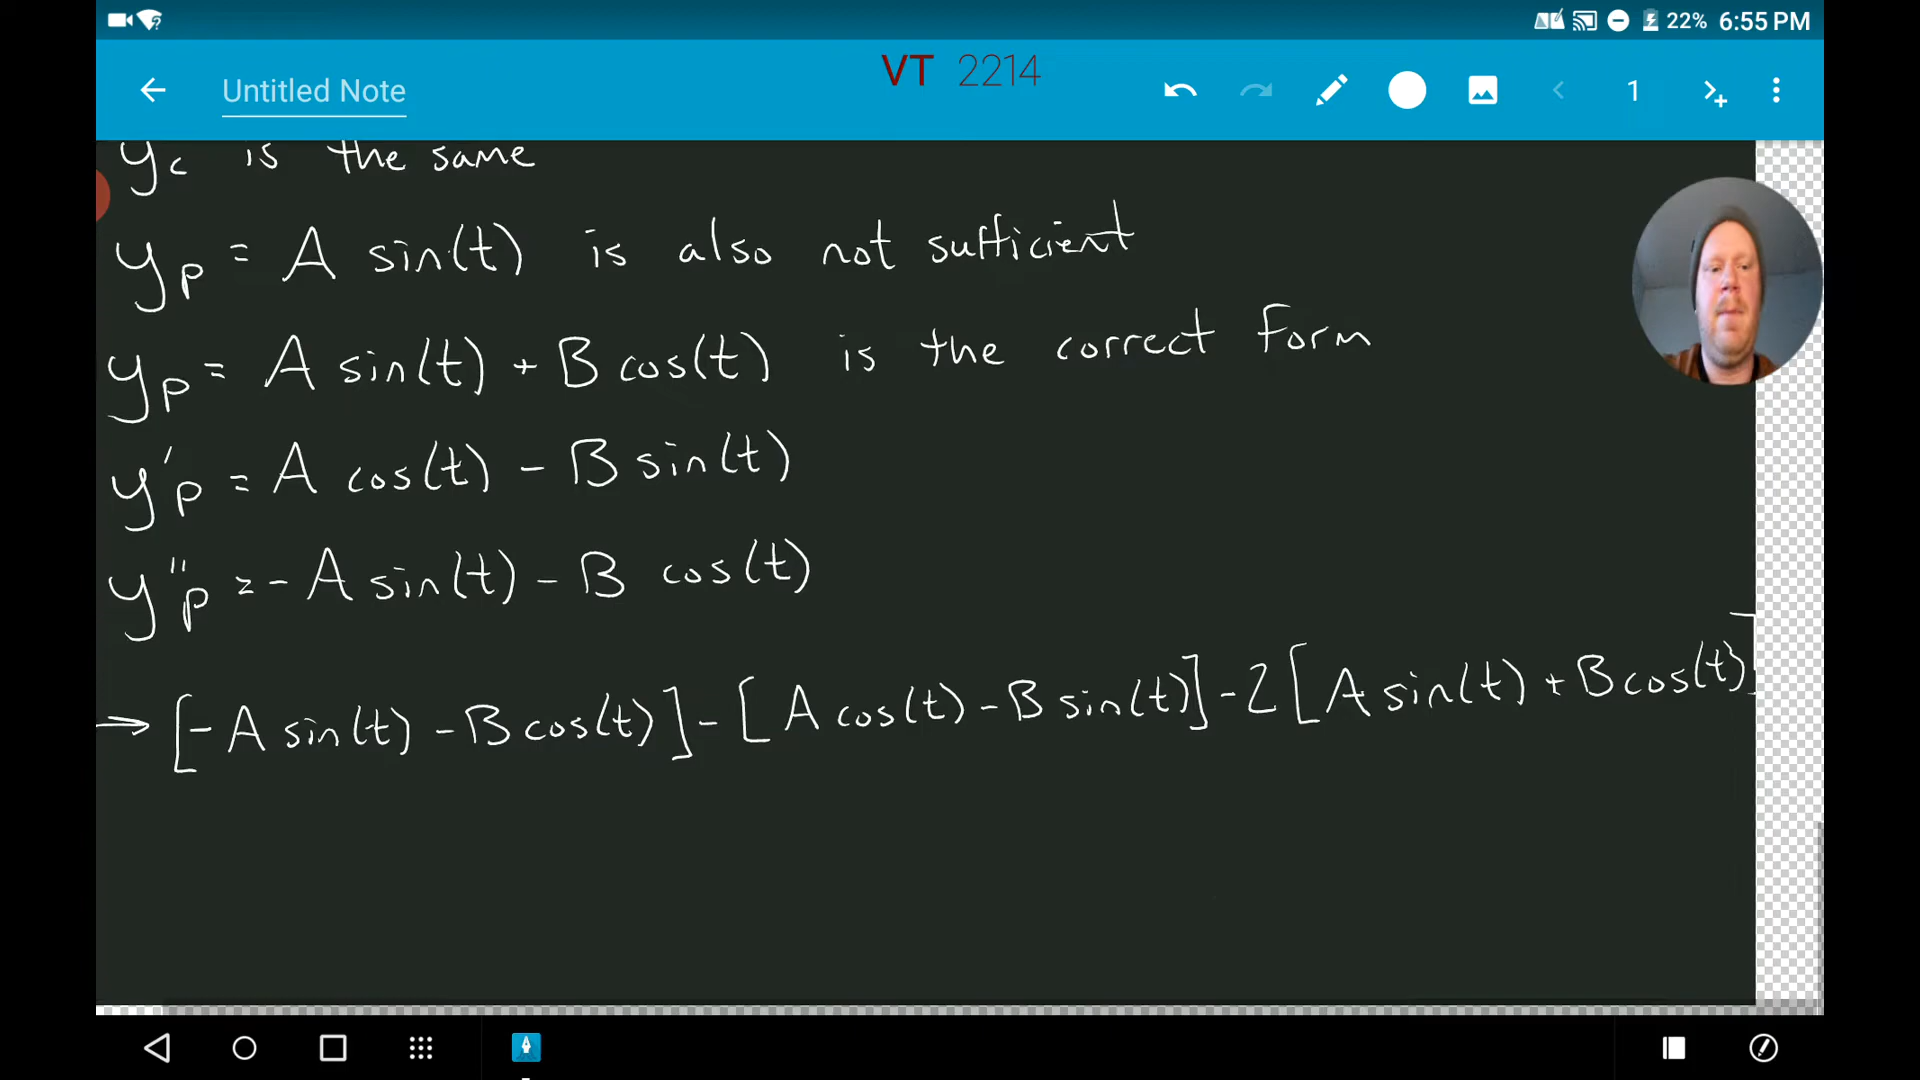 22% 6:55 PM
Untitled Note
VT 2214
1
yc is the same
yp = A sin(t) is also not sufficient
yp = A sin(t) + B cos(t) is the correct form
y'p = A cos(t) - B sin(t)
y"p = - A sin(t) - B cos(t)
→ [-A sin(t) - B cos(t)] - [A cos(t) - B sin(t)] - 2 [A sin(t) + B cos(t)]